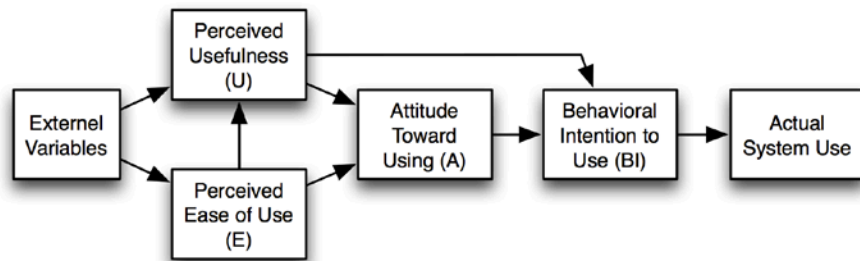 Perceived
Usefulness
(U)
Externel
Variables
Perceived
Ease of Use
(E)
Attitude
Toward
Using (A)
Behavioral
Intention to
Use (BI)
Actual
System Use